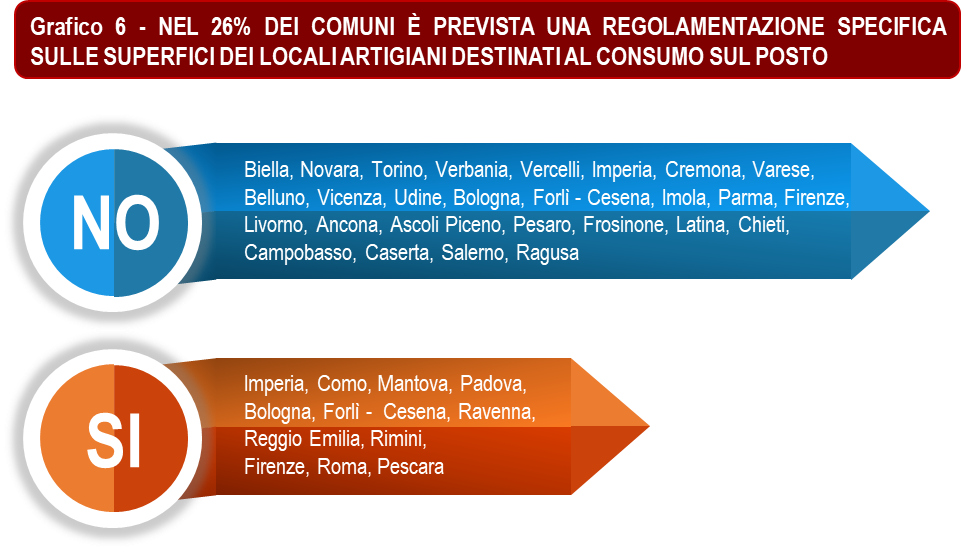 Grafico 6 - NEL 26% DEI COMUNI È PREVISTA UNA REGOLAMENTAZIONE SPECIFICA
SULLE SUPERFICI DEI LOCALI ARTIGIANI DESTINATI AL CONSUMO SUL POSTO
NO
Biella, Novara, Torino, Verbania, Vercelli, Imperia, Cremona, Varese,
Belluno, Vicenza, Udine, Bologna, Forlì - Cesena, Imola, Parma, Firenze,
Livorno, Ancona, Ascoli Piceno, Pesaro, Frosinone, Latina, Chieti,
Campobasso, Caserta, Salerno, Ragusa
SI
Imperia, Como, Mantova, Padova,
Bologna, Forlì - Cesena, Ravenna,
Reggio Emilia, Rimini,
Firenze, Roma, Pescara